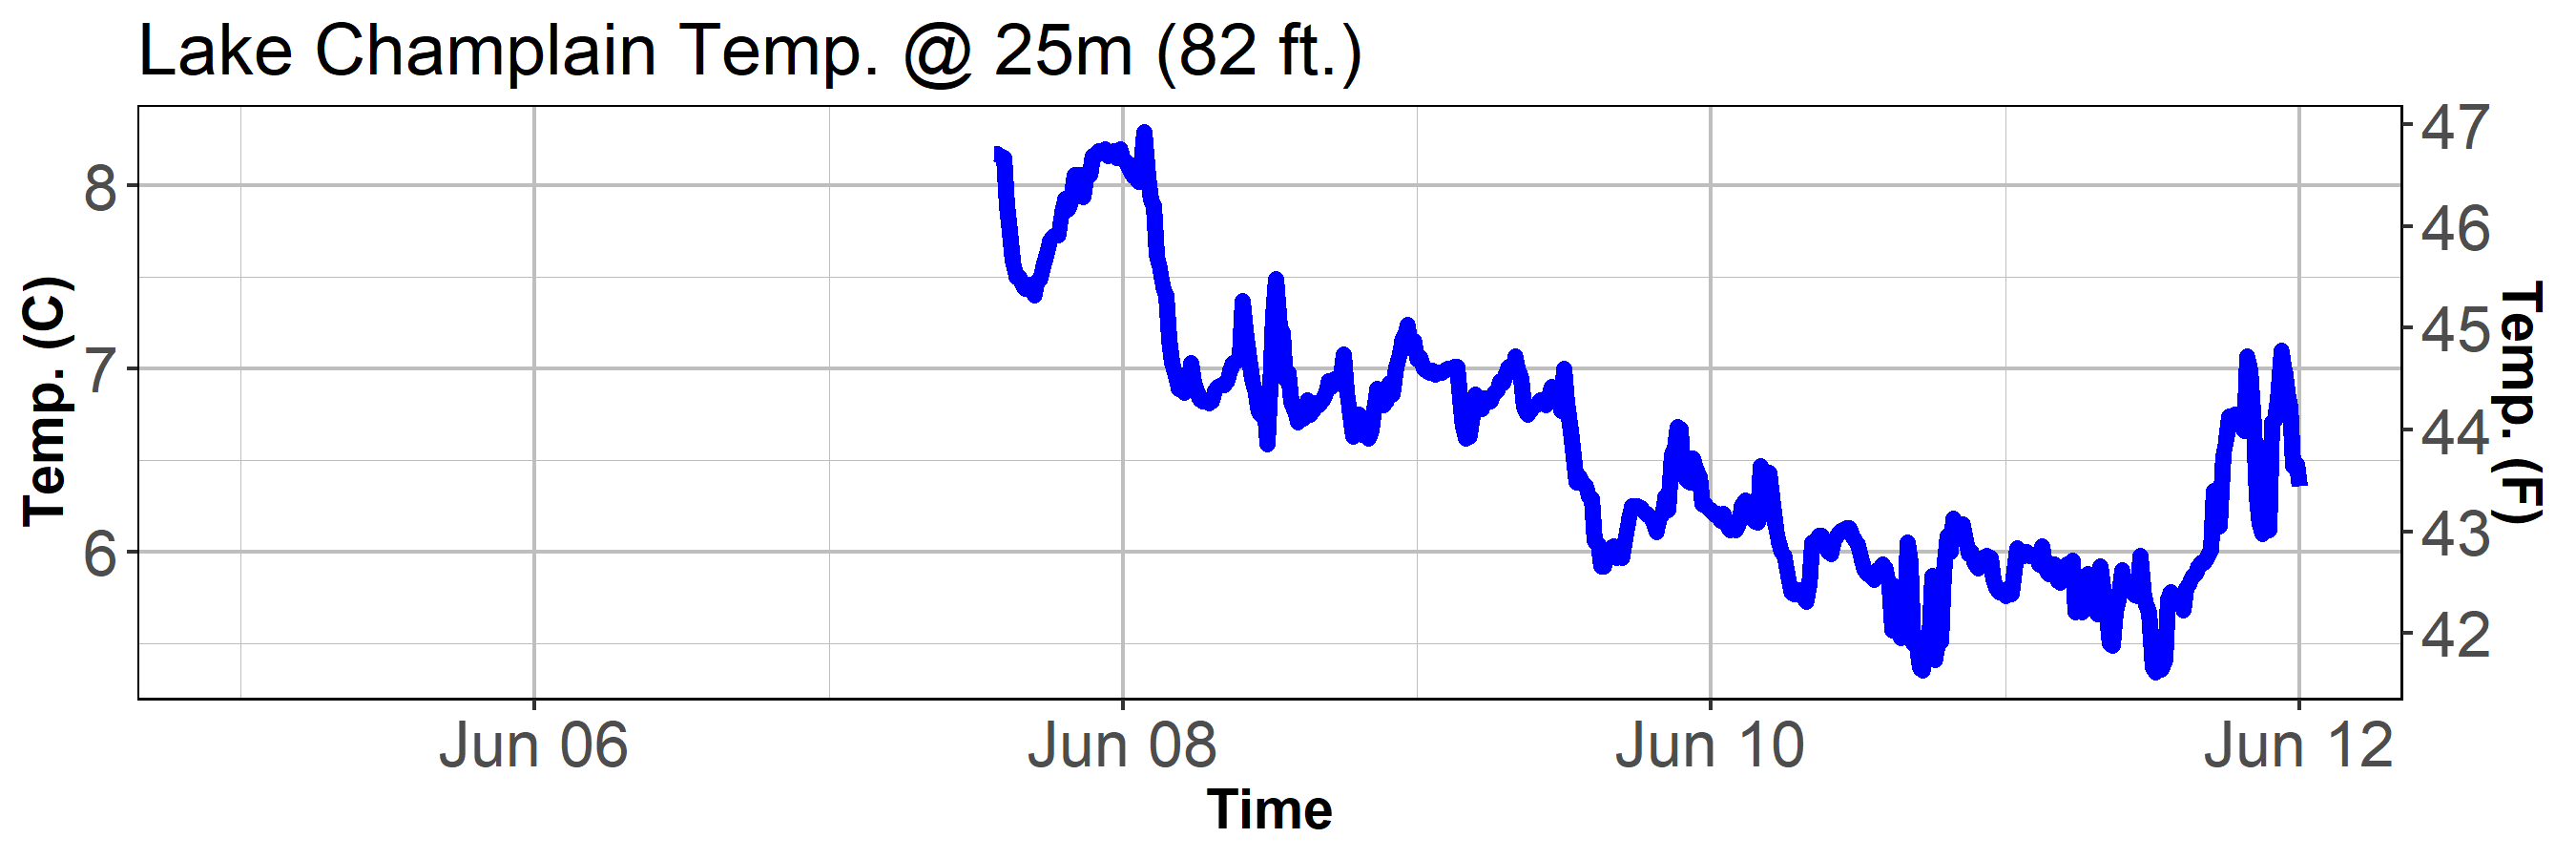 Lake Champlain Temp. @ 25m (82 ft.)
Temp. (C)
8
7
6
47
46
45
44
43
42
Temp. (F)
Jun 06 Jun 08 Jun 10 Jun 12
Time